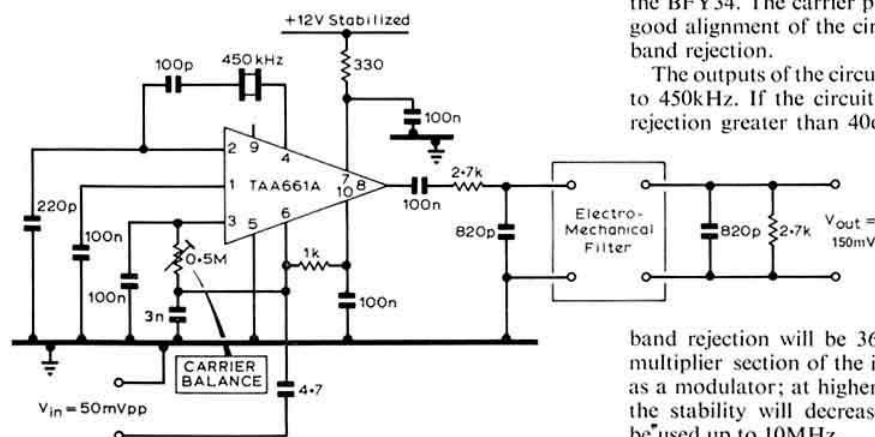 +12V Stabilized
100p
450 kHz
330
100n
2
9
4
1
TAA661A
7
10
8
3
5
6
220p
100n
100n
0·5M
3n
1k
100n
100n
2·7k
820p
Electro-
Mechanical
Filter
820p
2·7k
Vout =
150mV
CARRIER
BALANCE
4·7
Vin = 50mVpp
the BFY34. The carrier p
good alignment of the cir
band rejection.
The outputs of the circu
to 450kHz. If the circuit
rejection greater than 40d
band rejection will be 36
multiplier section of the i
as a modulator; at higher
the stability will decreas
be used up to 10MHz.